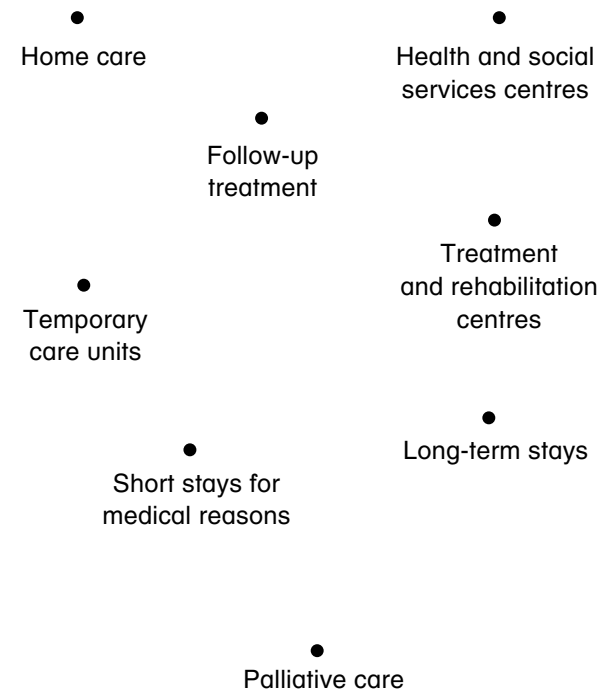 Home care
Health and social
services centres
Follow-up
treatment
Treatment
and rehabilitation
centres
Temporary
care units
Long-term stays
Short stays for
medical reasons
Palliative care